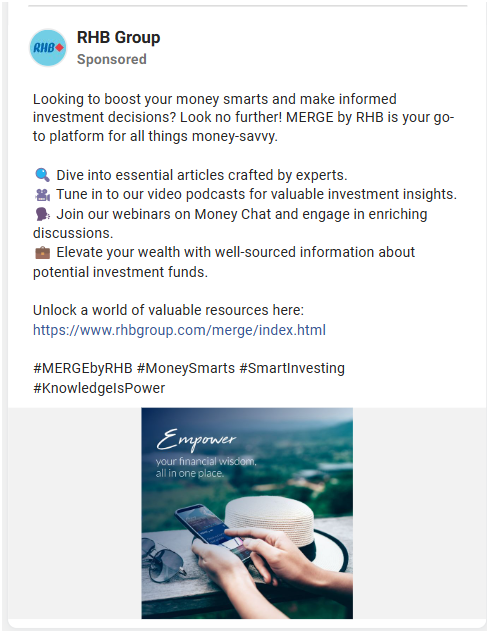 RHB
RHB Group
Sponsored
Looking to boost your money smarts and make informed
investment decisions? Look no further! MERGE by RHB is your go-
to platform for all things money-savvy.
🔍 Dive into essential articles crafted by experts.
🎥 Tune in to our video podcasts for valuable investment insights.
🗣️ Join our webinars on Money Chat and engage in enriching
discussions.
💼 Elevate your wealth with well-sourced information about
potential investment funds.
Unlock a world of valuable resources here:
https://www.rhbgroup.com/merge/index.html
#MERGEbyRHB #MoneySmarts #SmartInvesting
#KnowledgeIsPower
Empower
your financial wisdom,
all in one place.